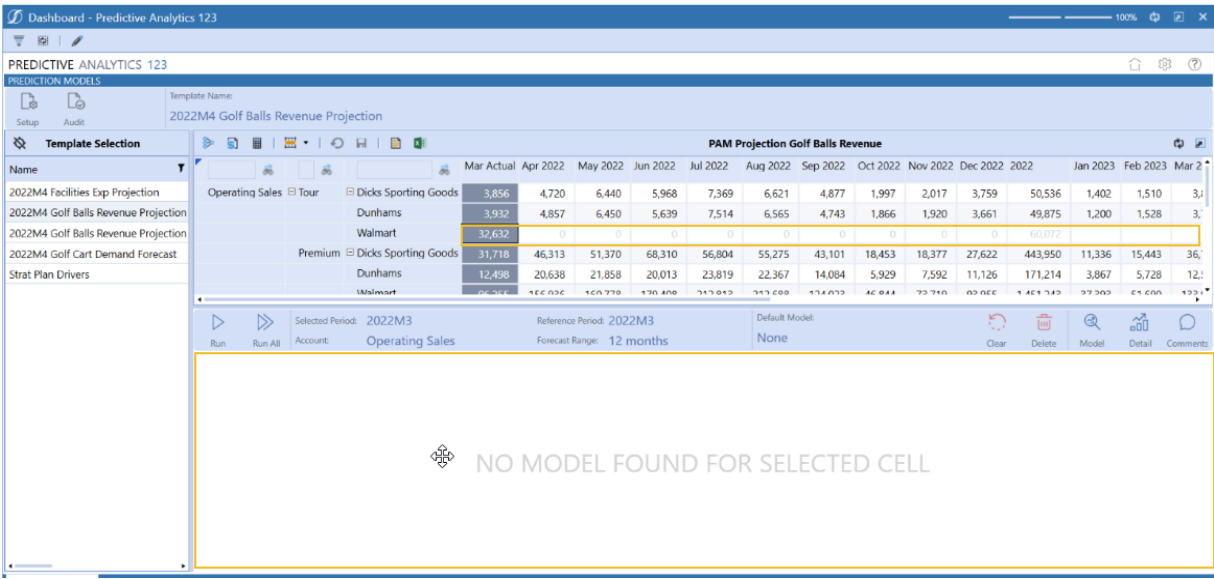 Dashboard - Predictive Analytics 123
100%
PREDICTIVE ANALYTICS 123
PREDICTION MODELS
Setup Audit
Template Name:
2022M4 Golf Balls Revenue Projection
Template Selection
Name
2022M4 Facilities Exp Projection
2022M4 Golf Balls Revenue Projection
2022M4 Golf Balls Revenue Projection
2022M4 Golf Cart Demand Forecast
Strat Plan Drivers
PAM Projection Golf Balls Revenue
Mar Actual Apr 2022 May 2022 Jun 2022 Jul 2022 Aug 2022 Sep 2022 Oct 2022 Nov 2022 Dec 2022 2022 Jan 2023 Feb 2023 Mar 2
Operating Sales Tour Dicks Sporting Goods 3,856 4,720 6,440 5,968 7,369 6,621 4,877 1,997 2,017 3,759 50,536 1,402 1,510
Dunhams 3,932 4,857 6,450 5,639 7,514 6,565 4,743 1,866 1,920 3,661 49,875 1,200 1,528
Walmart 32,632 0 0 0 0 0 0 0 0 0 60,072
Premium Dicks Sporting Goods 31,718 46,313 51,370 68,310 56,804 55,275 43,101 18,453 18,377 27,622 443,950 11,336 15,443 36,
Dunhams 12,498 20,638 21,858 20,013 23,819 22,367 14,084 5,929 7,592 11,126 171,214 3,867 5,728 12,
Walmart
Run Run All
Selected Period: 2022M3
Account: Operating Sales
Reference Period: 2022M3
Forecast Range: 12 months
Default Model:
None
Clear Delete Model Detail Comments
NO MODEL FOUND FOR SELECTED CELL